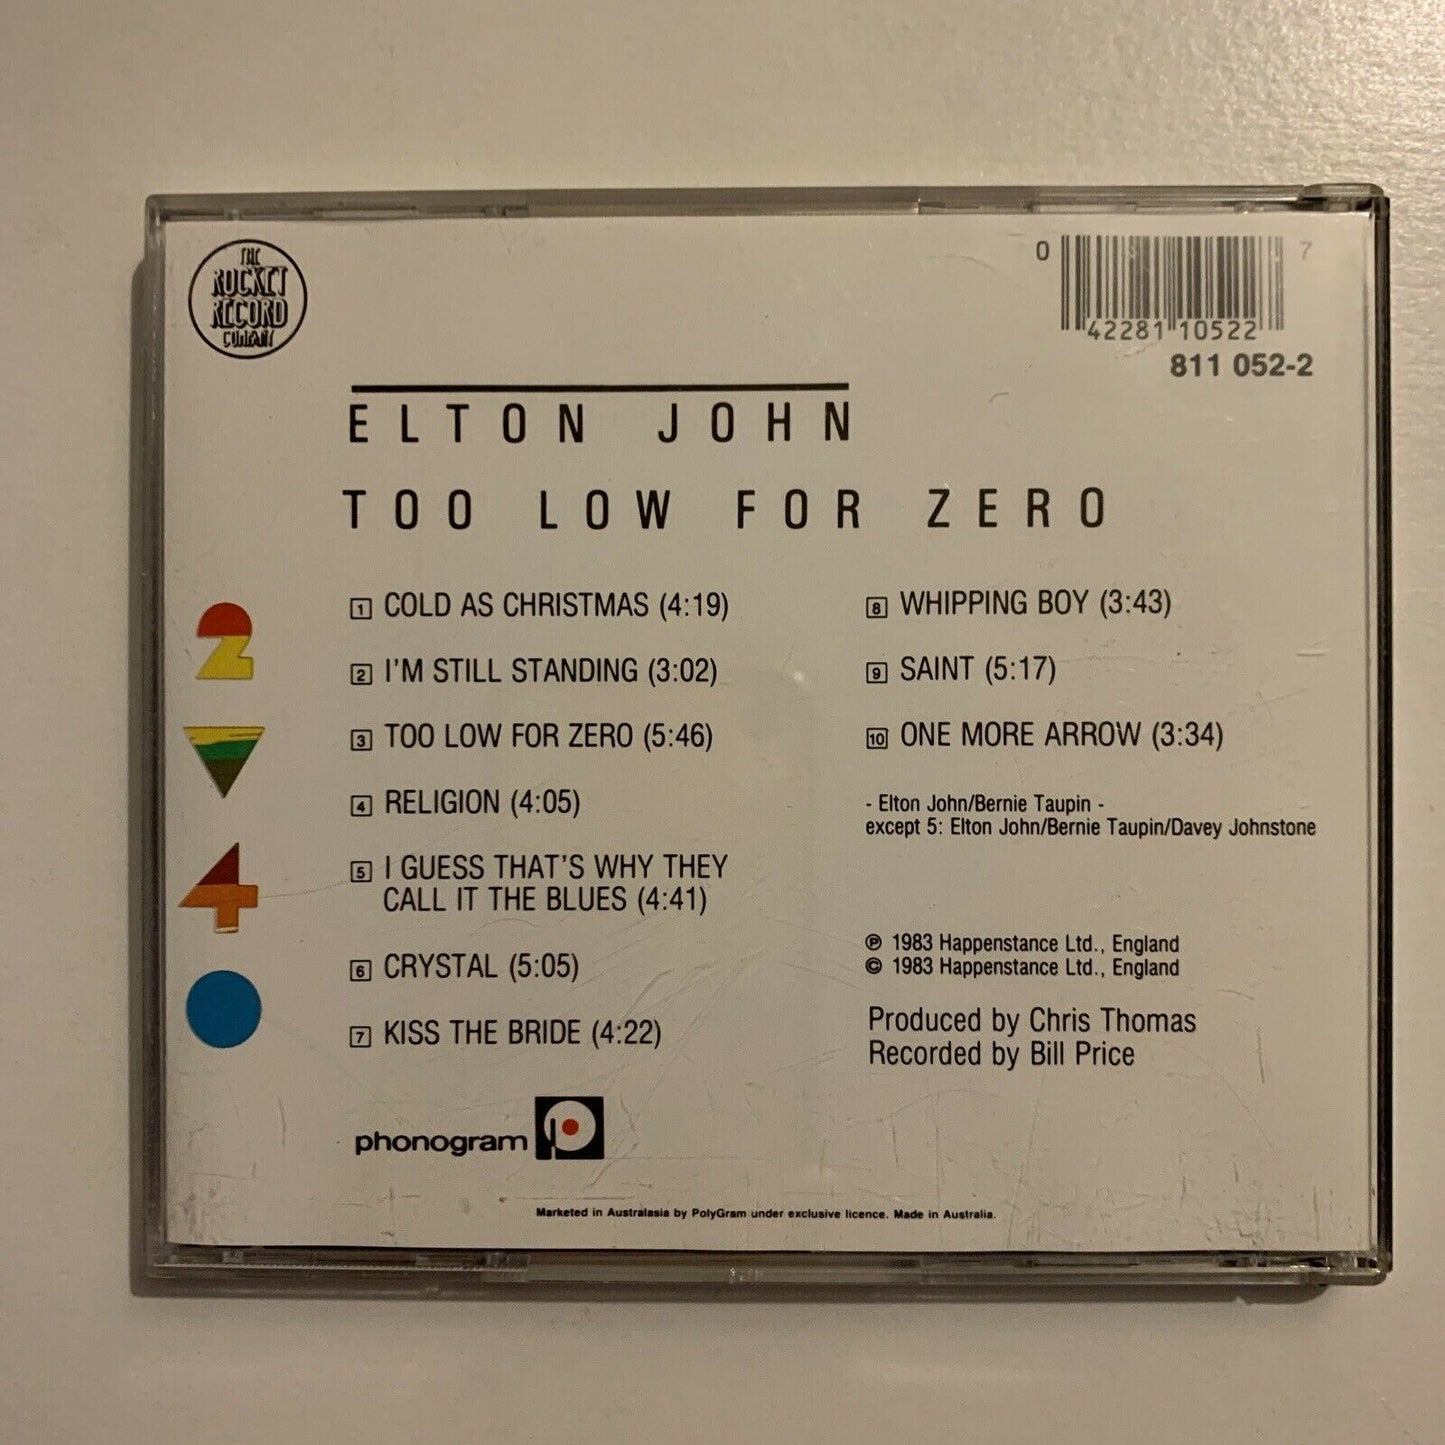 THE
ROCKET
RECORD
COMPANY
0 42281 10522 7
811 052-2
ELTON JOHN
TOO LOW FOR ZERO
1 COLD AS CHRISTMAS (4:19)
2 I'M STILL STANDING (3:02)
3 TOO LOW FOR ZERO (5:46)
4 RELIGION (4:05)
5 I GUESS THAT'S WHY THEY
CALL IT THE BLUES (4:41)
6 CRYSTAL (5:05)
7 KISS THE BRIDE (4:22)
8 WHIPPING BOY (3:43)
9 SAINT (5:17)
10 ONE MORE ARROW (3:34)
- Elton John/Bernie Taupin -
except 5: Elton John/Bernie Taupin/Davey Johnstone
℗ 1983 Happenstance Ltd., England
© 1983 Happenstance Ltd., England
Produced by Chris Thomas
Recorded by Bill Price
2
4
phonogram
Marketed in Australasia by PolyGram under exclusive licence. Made in Australia.